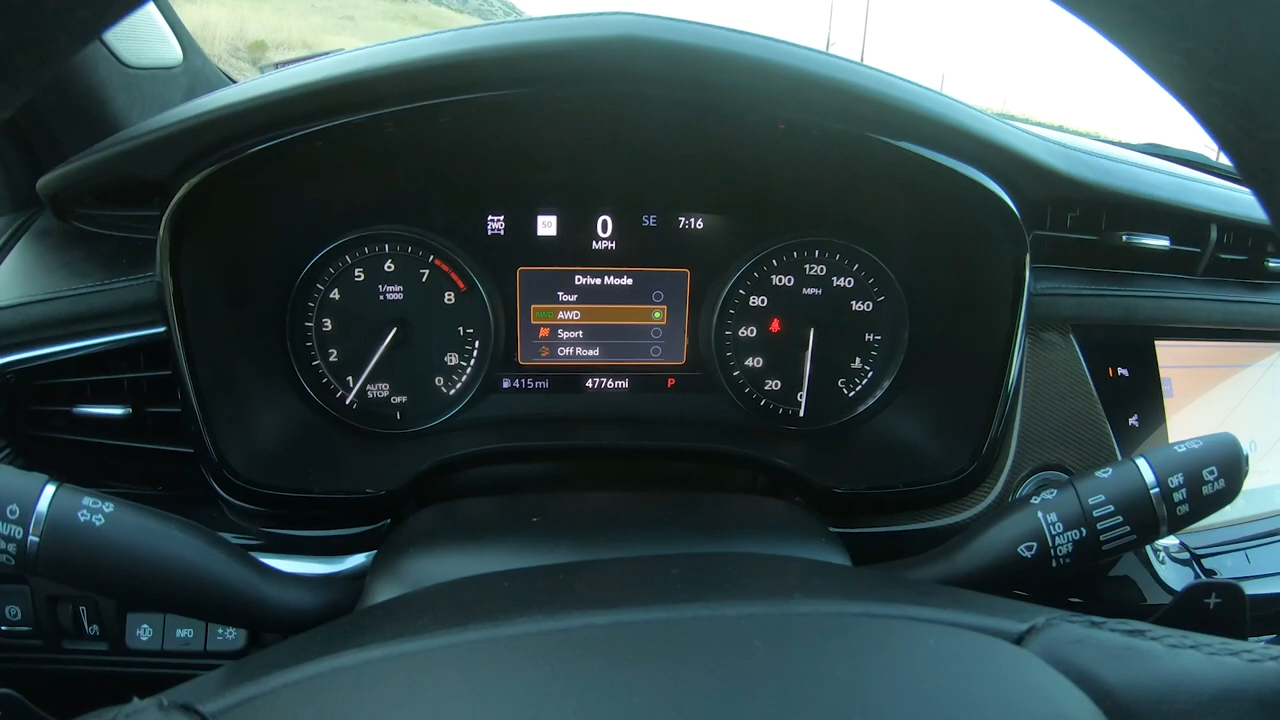 2WD 50 0 SE 7:16
MPH
5 6 7
4 1/min 8
x 1000
3 1
2 0
1 AUTO
STOP OFF
Drive Mode
Tour
AWD AWD
Sport
Off Road
415mi 4776mi P
100 120 140
MPH
80 160
60 H
40 C
20
0
AUTO
P
HUD INFO
HI
LO
AUTO
OFF
1x
OFF
INT
ON
REAR
+